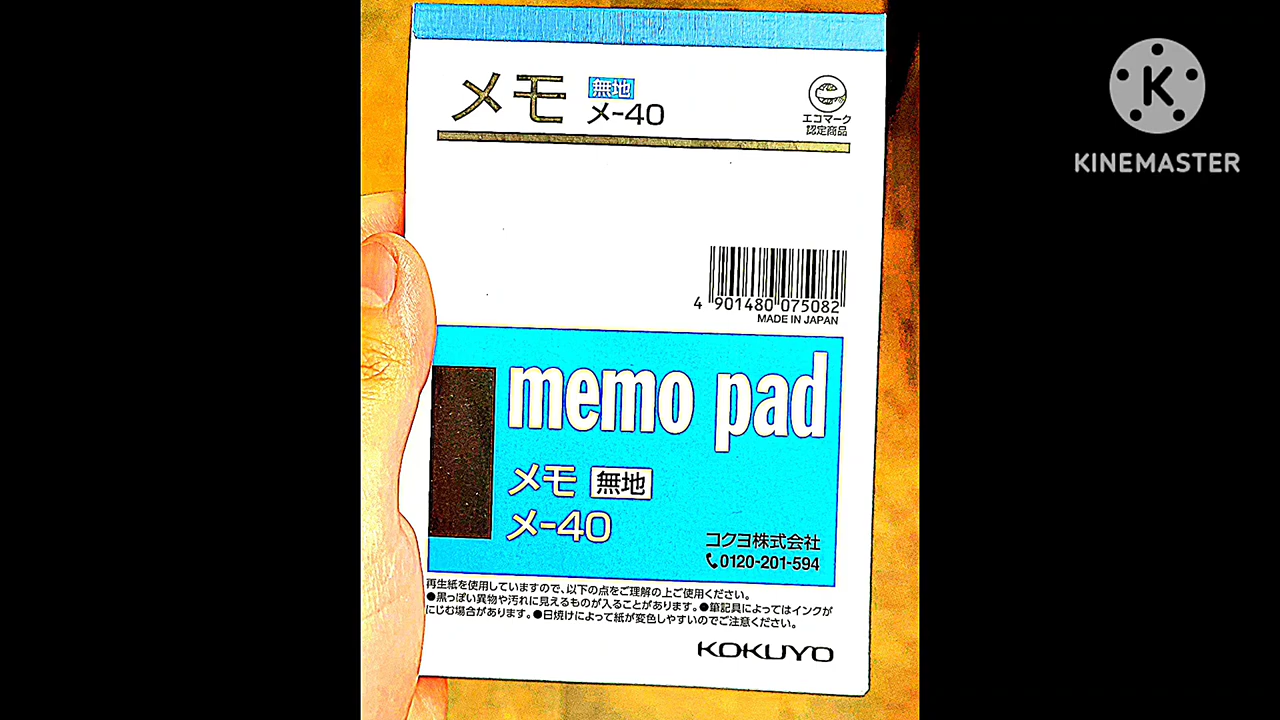 メモ 無地
メ-40
エコマーク
認定商品
4 901480 075082
MADE IN JAPAN
memo pad
メモ 無地
メ-40
コクヨ株式会社
0120-201-594
再生紙を使用していますので、以下の点をご理解の上ご使用ください。
●黒っぽい異物や汚れに見えるものが入ることがあります。●筆記具によってはインクが
にじむ場合があります。●日焼けによって紙が変色しやすいのでご注意ください。
KOKUYO
K
KINEMASTER